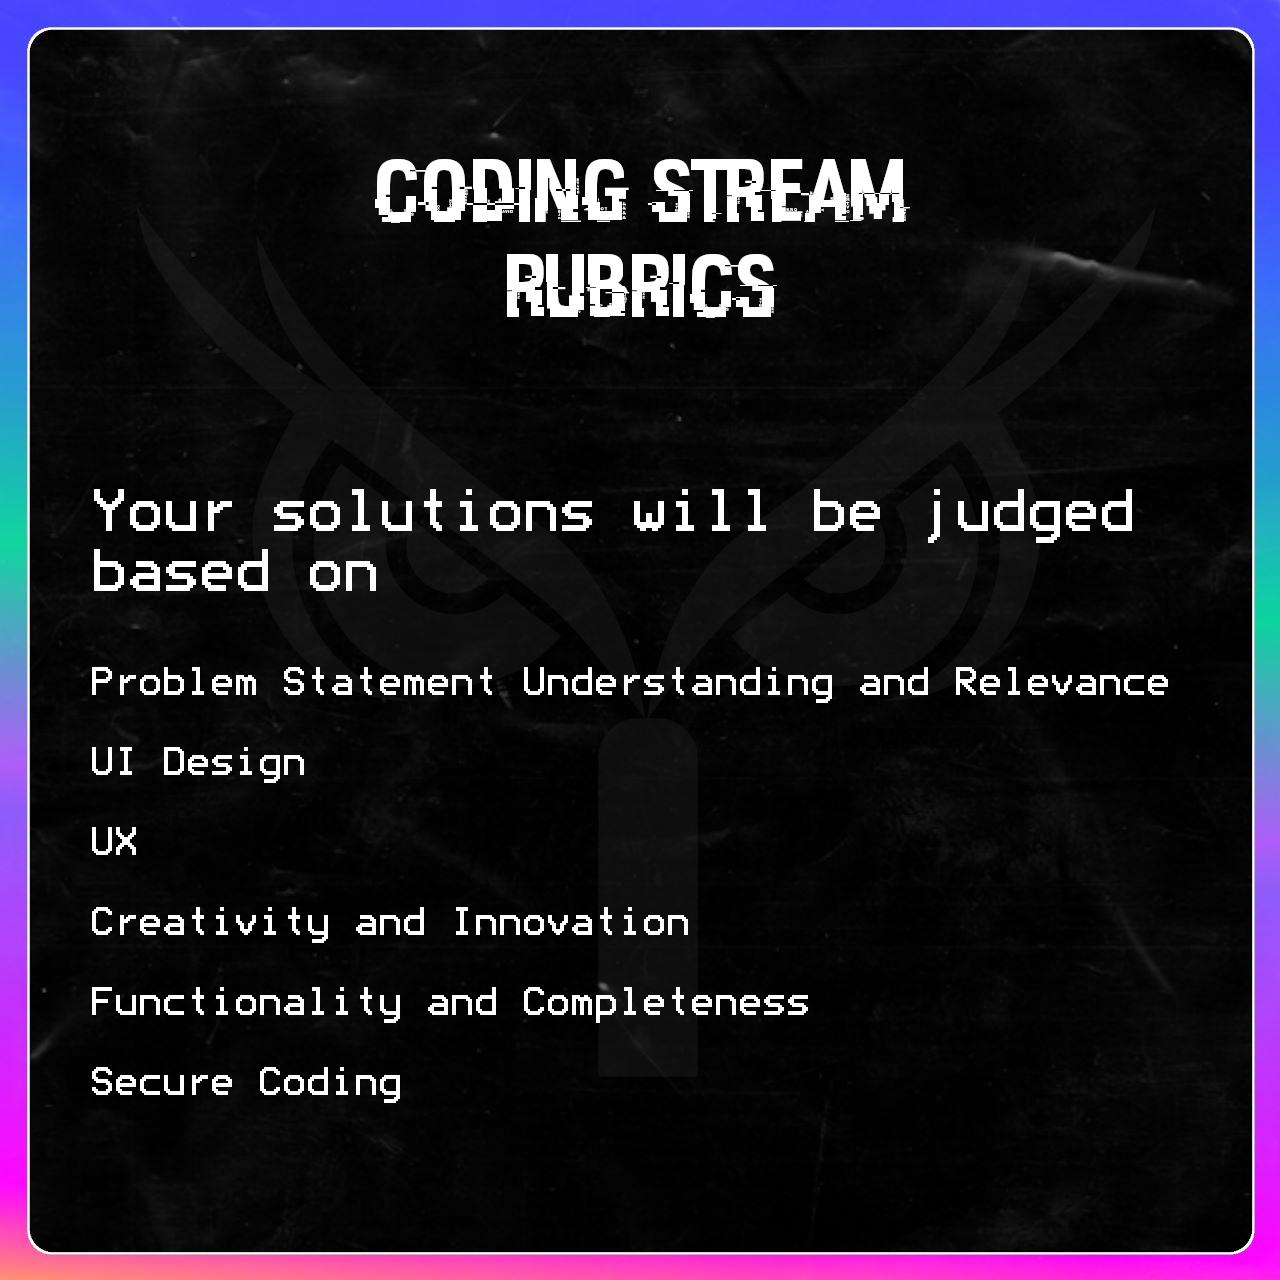 CODING STREAM
RUBRICS
Your solutions will be judged
based on
Problem Statement Understanding and Relevance
UI Design
UX
Creativity and Innovation
Functionality and Completeness
Secure Coding